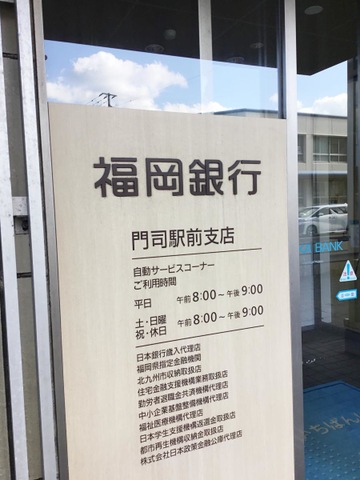 福岡銀行
門司駅前支店
自動サービスコーナー
ご利用時間
平日 午前8:00～午後9:00
土・日曜
祝・休日 午前8:00～午後9:00
日本銀行歳入代理店
福岡県指定金融機関
北九州市収納取扱店
住宅金融支援機構業務取扱店
勤労者退職金共済機構代理店
中小企業基盤整備機構代理店
福祉医療機構代理店
日本学生支援機構返還金取扱店
都市再生機構収納金取扱店
株式会社日本政策金融公庫代理店
BANK
いちばん